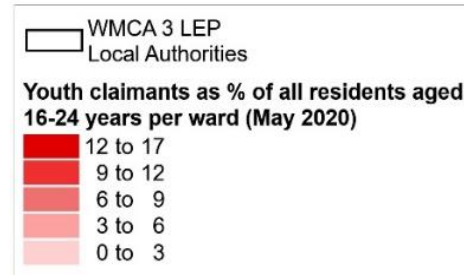 WMCA 3 LEP
Local Authorities
Youth claimants as % of all residents aged
16-24 years per ward (May 2020)
12 to 17
9 to 12
6 to 9
3 to 6
0 to 3